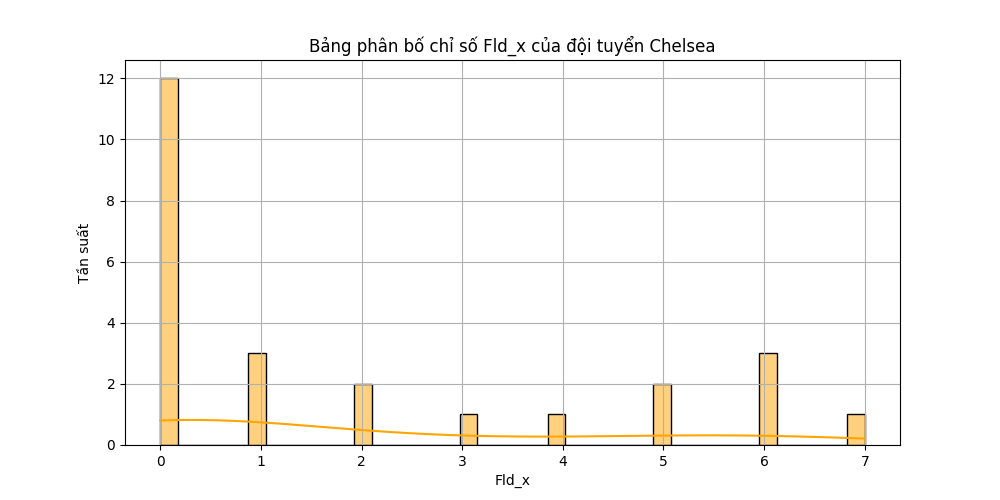 Bảng phân bố chỉ số Fld_x của đội tuyển Chelsea
12
10
8
6
4
2
0
Tần suất
0 1 2 3 4 5 6 7
Fld_x